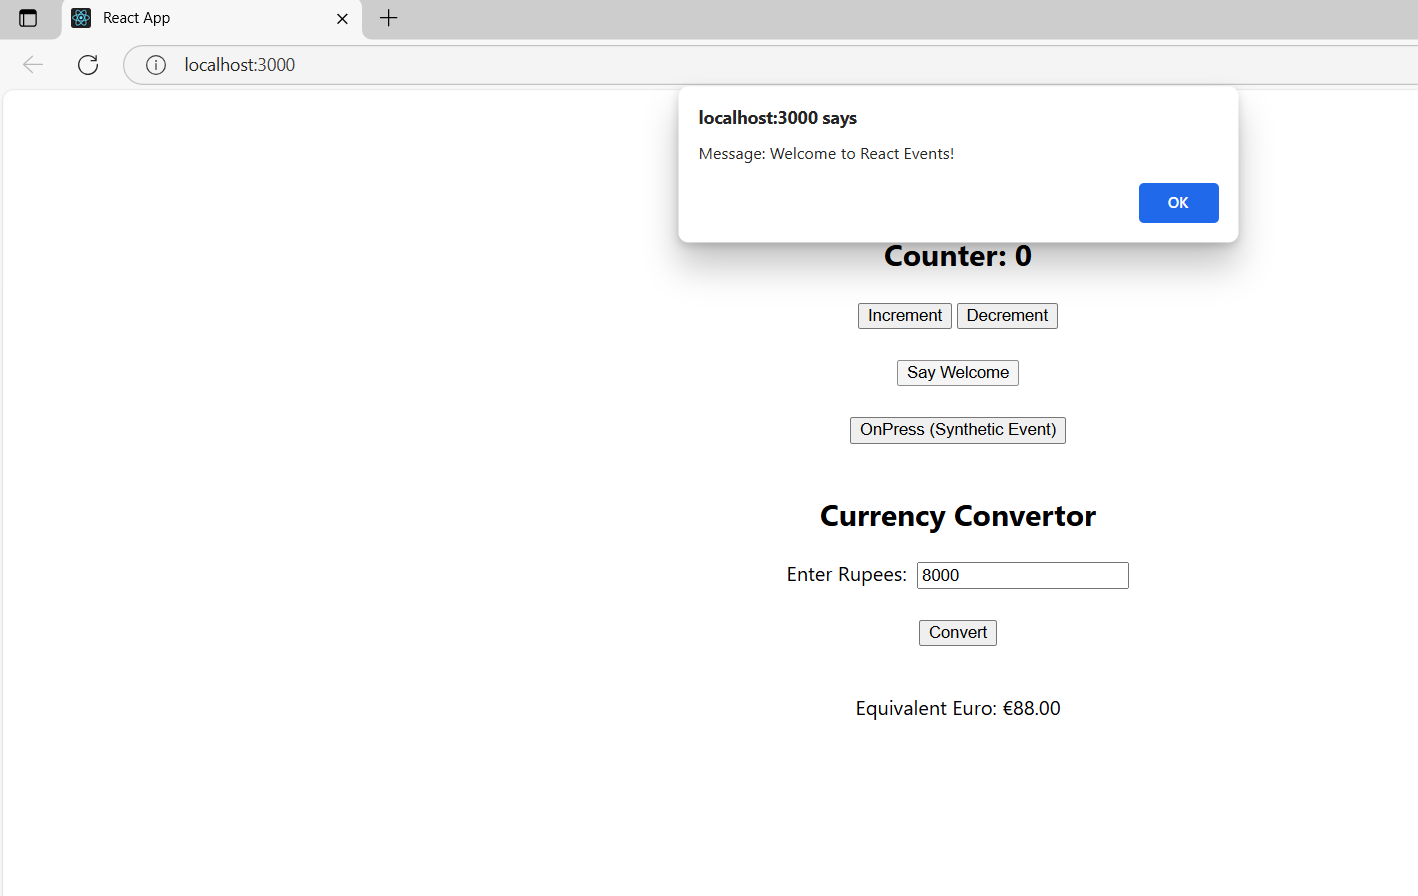 React App
localhost:3000
localhost:3000 says
Message: Welcome to React Events!
OK
Counter: 0
Increment Decrement
Say Welcome
OnPress (Synthetic Event)
Currency Convertor
Enter Rupees: 8000
Convert
Equivalent Euro: €88.00